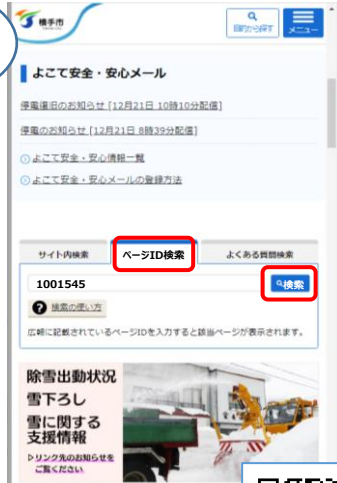 横手市
目的から探す
メニュー
よこて安全・安心メール
停電復旧のお知らせ [12月21日 10時10分配信]
停電のお知らせ [12月21日 8時39分配信]
よこて安全・安心情報一覧
よこて安全・安心メールの登録方法
サイト内検索 ページID検索 よくある質問検索
1001545 検索
検索の使い方
広報に記載されているページIDを入力すると該当ページが表示されます。
除雪出動状況
雪下ろし
雪に関する
支援情報
リンク先のお知らせを
ご覧ください